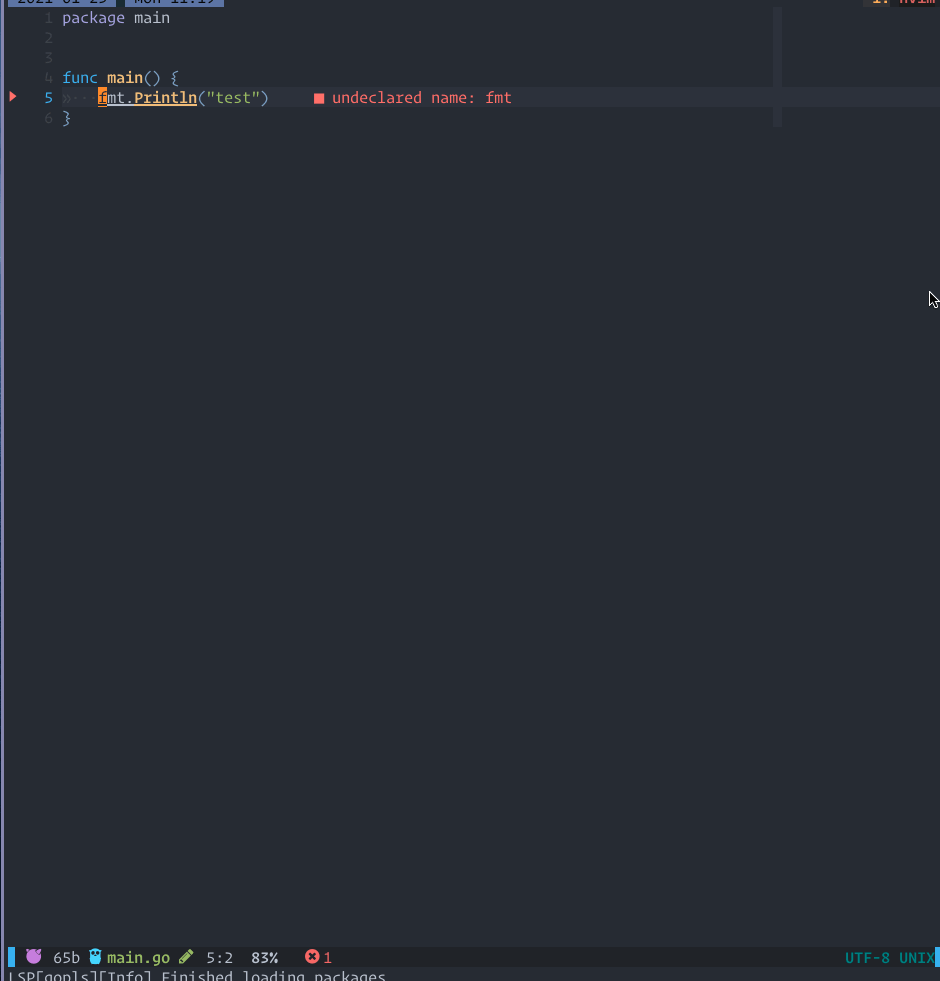 2021-01-25 Mon 11:19 1: nvim
1 package main
2
3
4 func main() {
5 »···fmt.Println("test") ■ undeclared name: fmt
6 }
65b main.go 5:2 83% 1 UTF-8 UNIX
LSP[gopls][Info] Finished loading packages